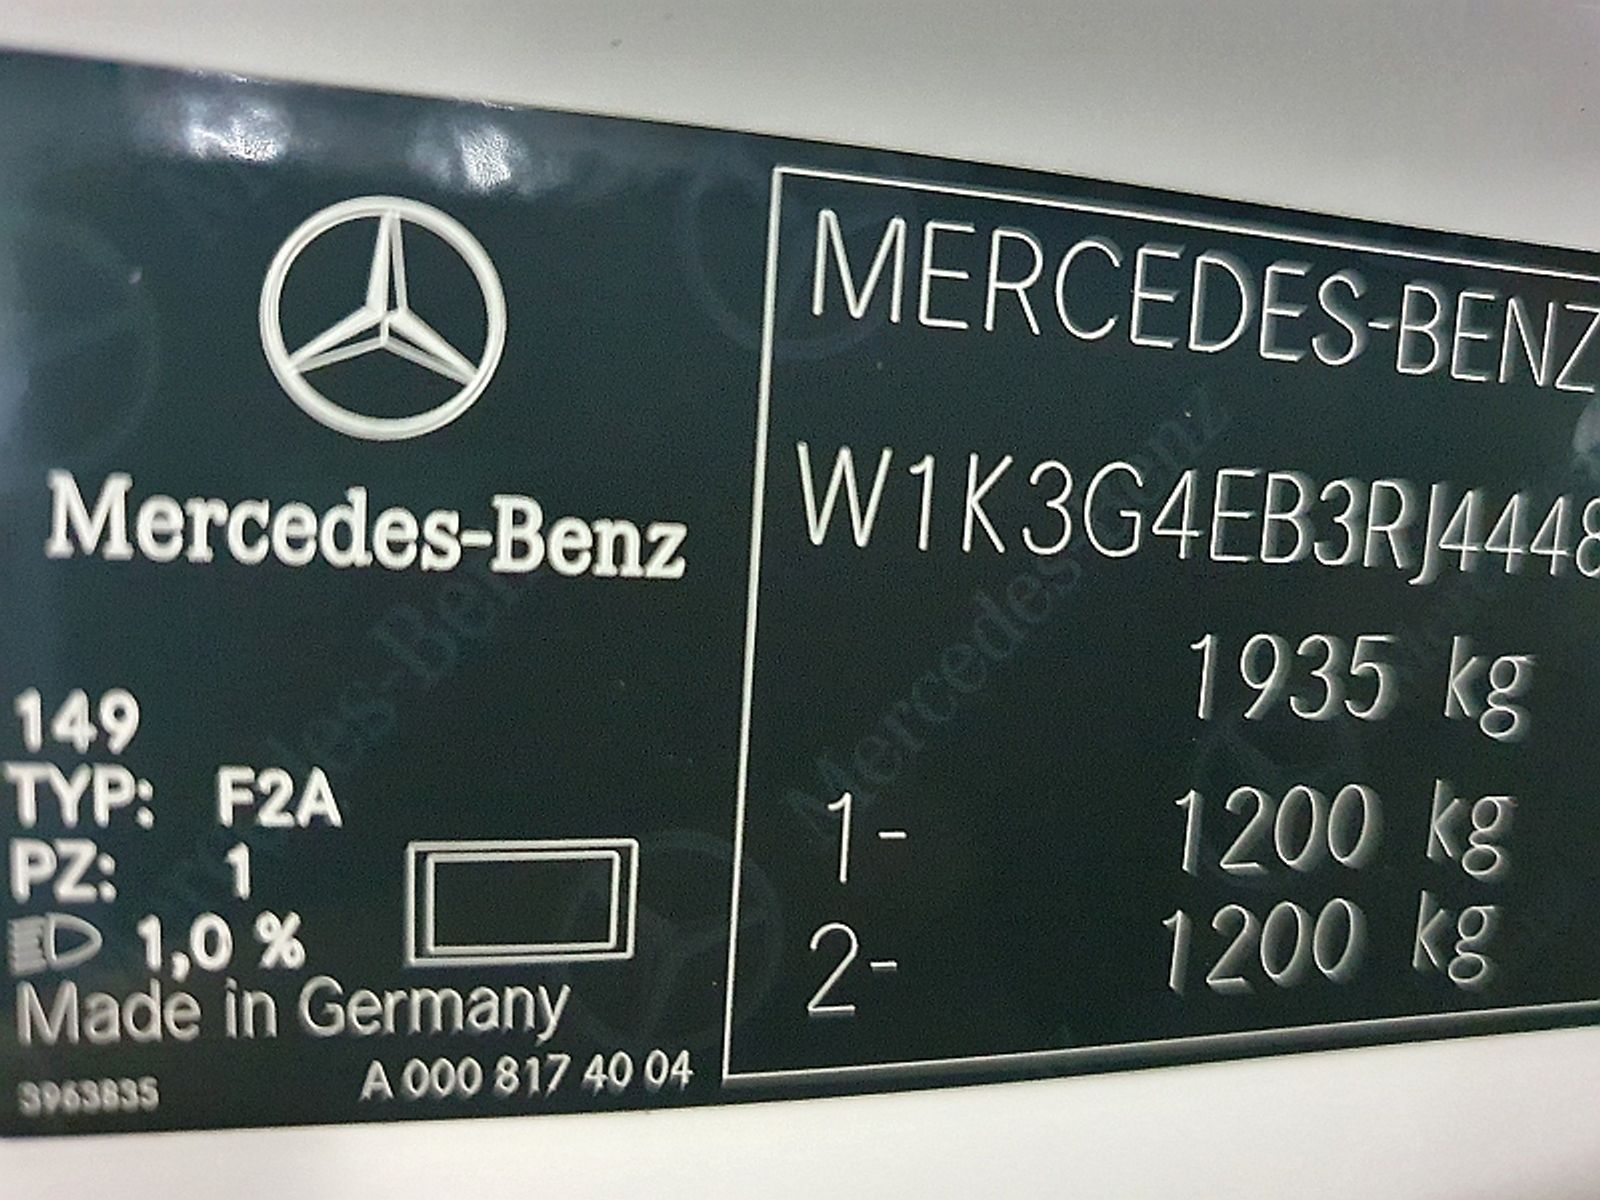 Mercedes-Benz
149
TYP: F2A
PZ: 1
1,0 %
Made in Germany
3963835
A 000 817 40 04
MERCEDES-BENZ
W1K3G4EB3RJ4448
1935 kg
1- 1200 kg
2- 1200 kg